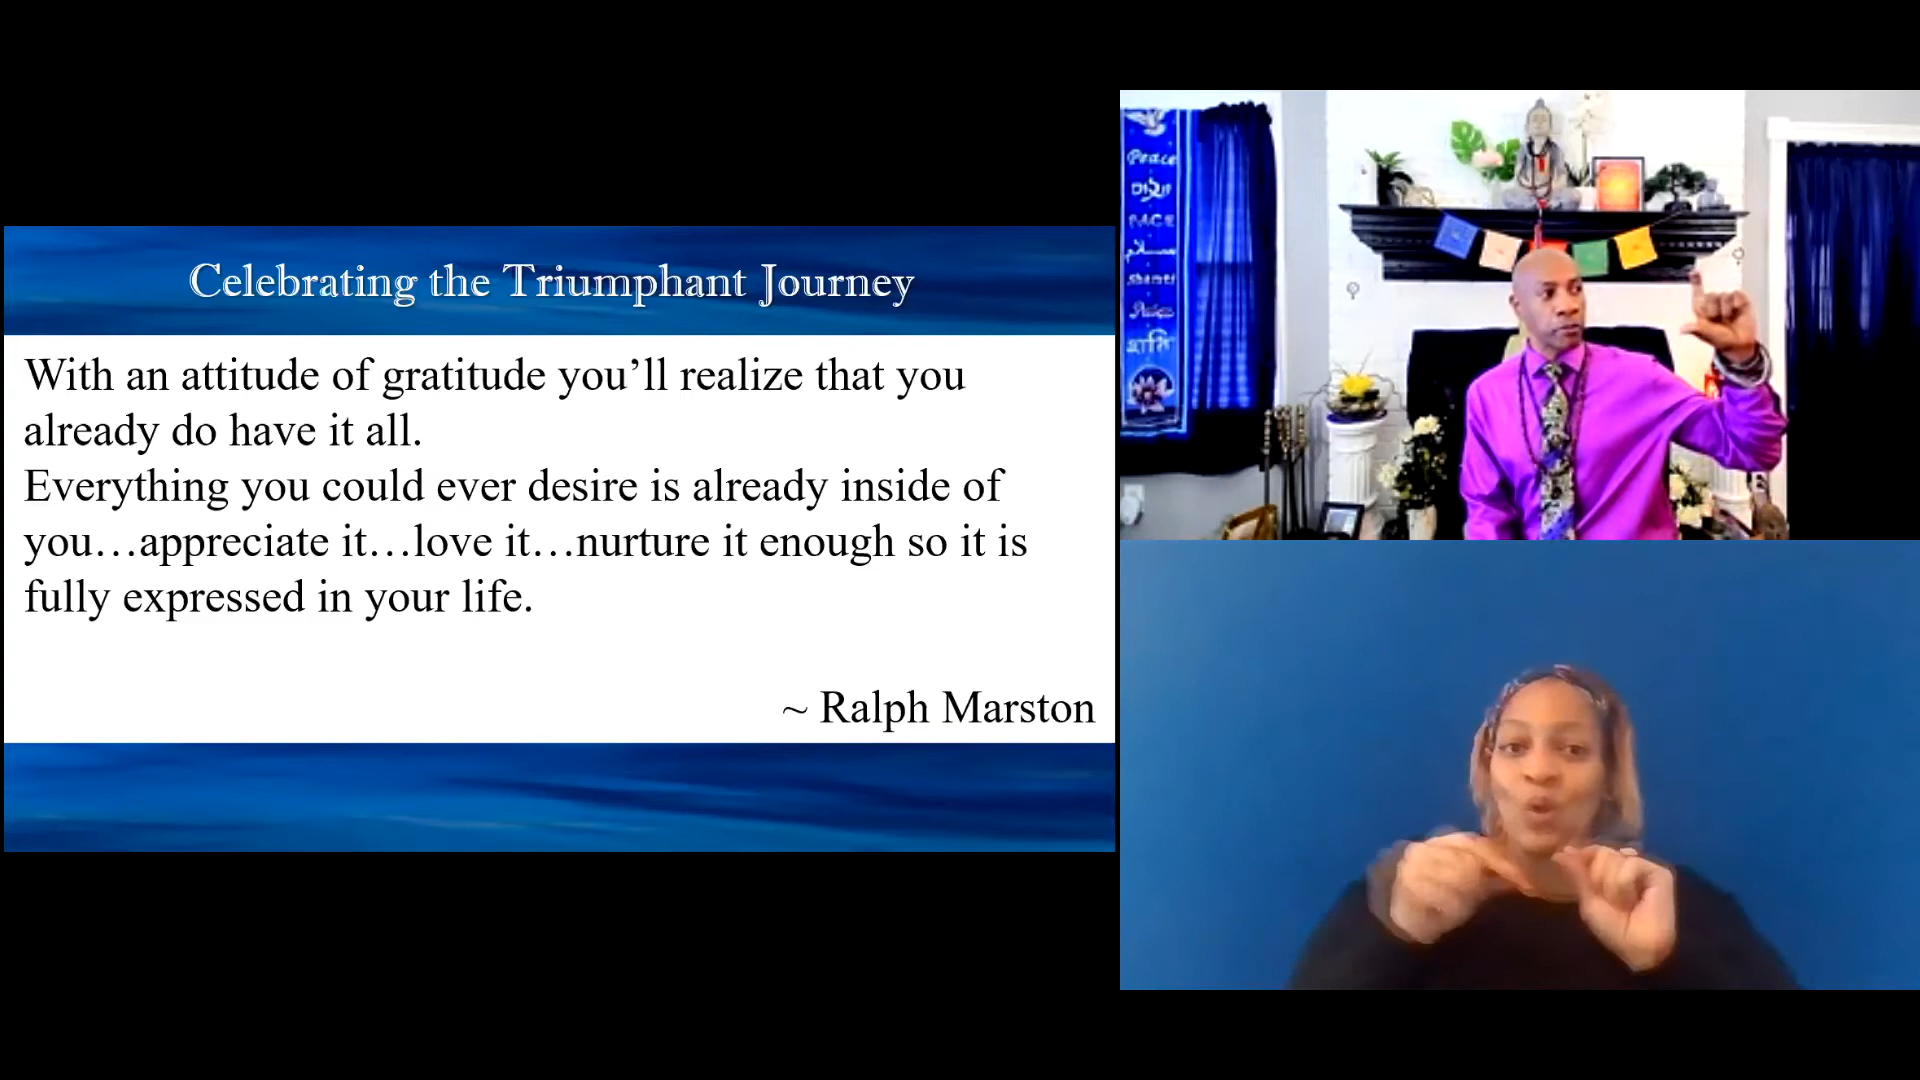 Celebrating the Triumphant Journey
With an attitude of gratitude you’ll realize that you
already do have it all.
Everything you could ever desire is already inside of
you…appreciate it…love it…nurture it enough so it is
fully expressed in your life.
~ Ralph Marston
Peace
PACE
shanti